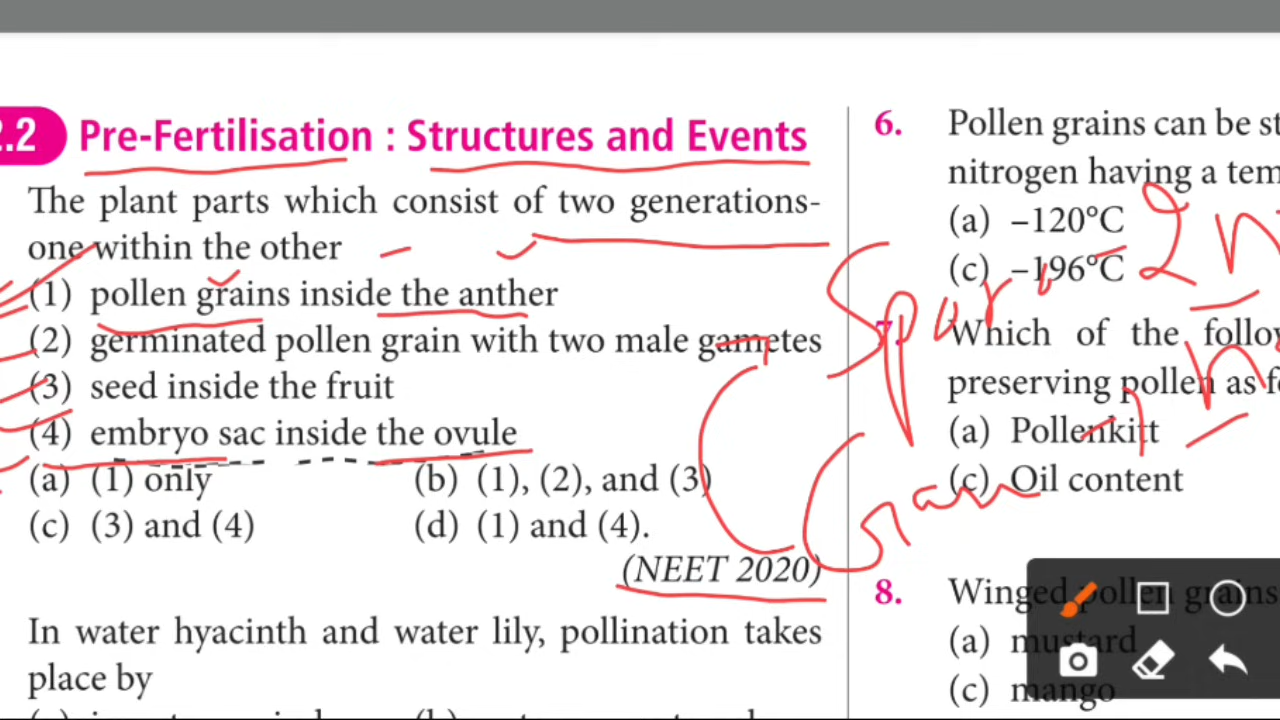 2.2 Pre-Fertilisation : Structures and Events
The plant parts which consist of two generations-
one within the other
(1) pollen grains inside the anther
(2) germinated pollen grain with two male gametes
(3) seed inside the fruit
(4) embryo sac inside the ovule
(a) (1) only (b) (1), (2), and (3)
(c) (3) and (4) (d) (1) and (4).
(NEET 2020)
In water hyacinth and water lily, pollination takes
place by
6. Pollen grains can be st
nitrogen having a tem
(a) –120°C
(c) –196°C
7. Which of the follow
preserving pollen as f
(a) Pollenkitt
(c) Oil content
8. Winged pollen grains
(a) mustard
(c) mango
Sporo - 2n
Gam - n